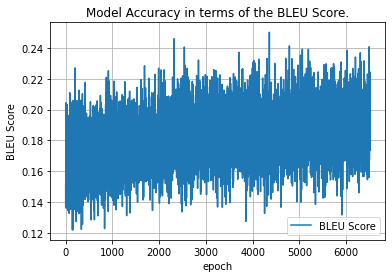 Model Accuracy in terms of the BLEU Score.
0.24
0.22
0.20
0.18
0.16
0.14
0.12
BLEU Score
0 1000 2000 3000 4000 5000 6000
epoch
BLEU Score